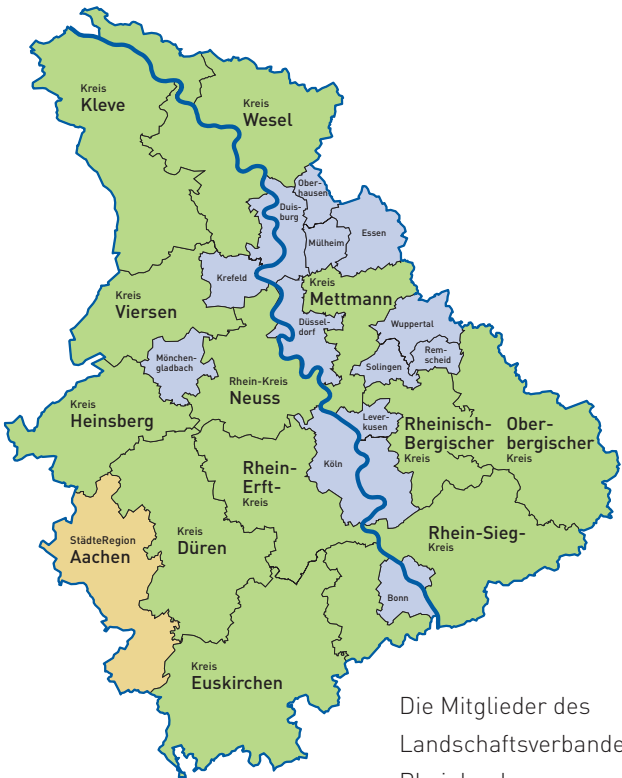 Kreis
Kleve
Kreis
Wesel
Ober-
hausen
Duis-
burg
Mülheim
Essen
Krefeld
Kreis
Viersen
Kreis
Mettmann
Düssel-
dorf
Wuppertal
Mönchen-
gladbach
Solingen
Rem-
scheid
Rhein-Kreis
Neuss
Kreis
Heinsberg
Lever-
kusen
Rheinisch-
Bergischer
Kreis
Ober-
bergischer
Kreis
Rhein-
Erft-
Kreis
Köln
StädteRegion
Aachen
Kreis
Düren
Rhein-Sieg-
Kreis
Bonn
Kreis
Euskirchen
Die Mitglieder des
Landschaftsverbande